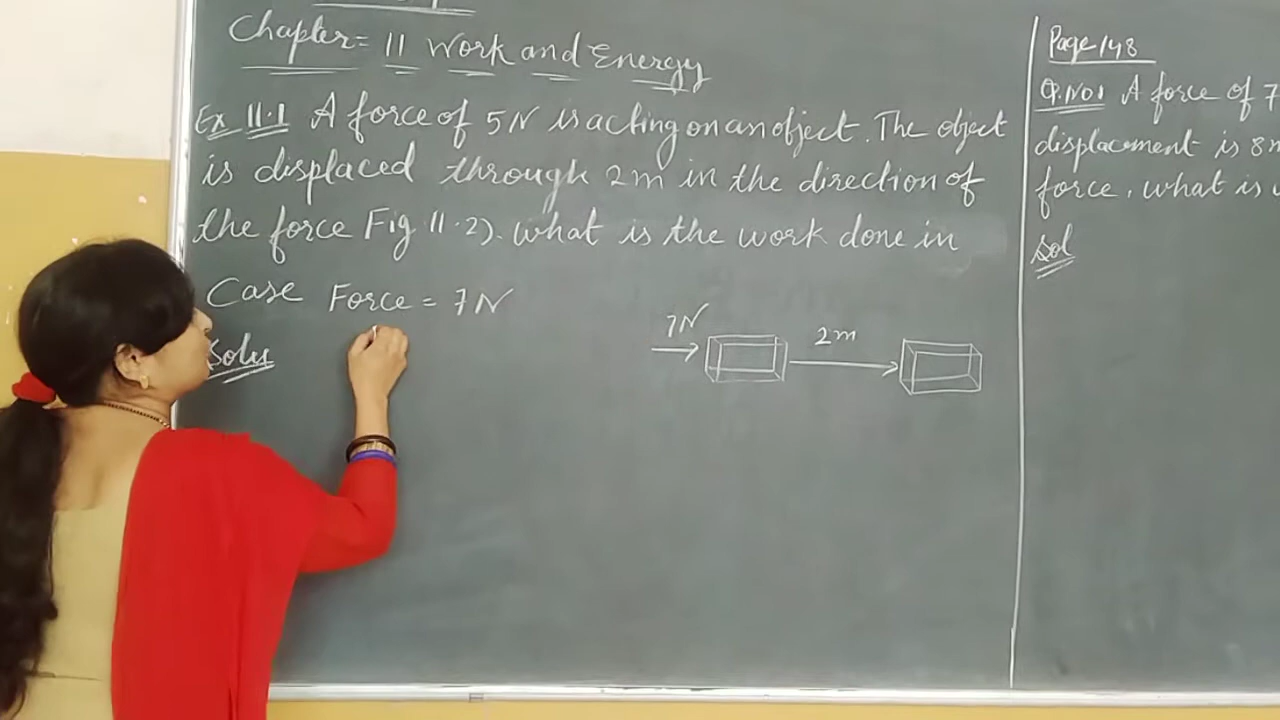 Chapter = 11 Work and Energy
Ex 11.1 A force of 5N is acting on an object. The object
is displaced through 2m in the direction of
the force Fig 11.2). What is the work done in
Case Force = 7N
Solu
7N
2m
Page 148
Q.No1 A force of 7
displacement is 8m
force. What is
Sol